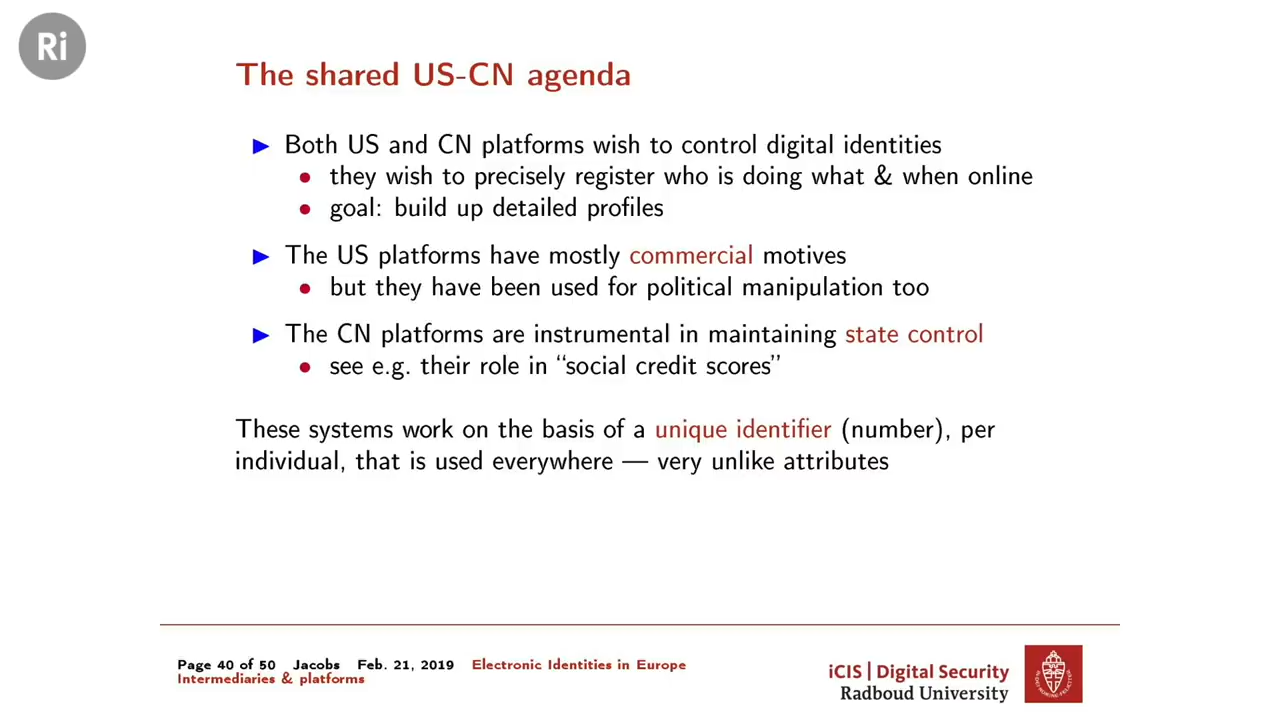 Ri
The shared US-CN agenda
▶ Both US and CN platforms wish to control digital identities
• they wish to precisely register who is doing what & when online
• goal: build up detailed profiles
▶ The US platforms have mostly commercial motives
• but they have been used for political manipulation too
▶ The CN platforms are instrumental in maintaining state control
• see e.g. their role in “social credit scores”
These systems work on the basis of a unique identifier (number), per
individual, that is used everywhere — very unlike attributes
Page 40 of 50 Jacobs Feb. 21, 2019 Electronic Identities in Europe
Intermediaries & platforms
iCIS | Digital Security
Radboud University